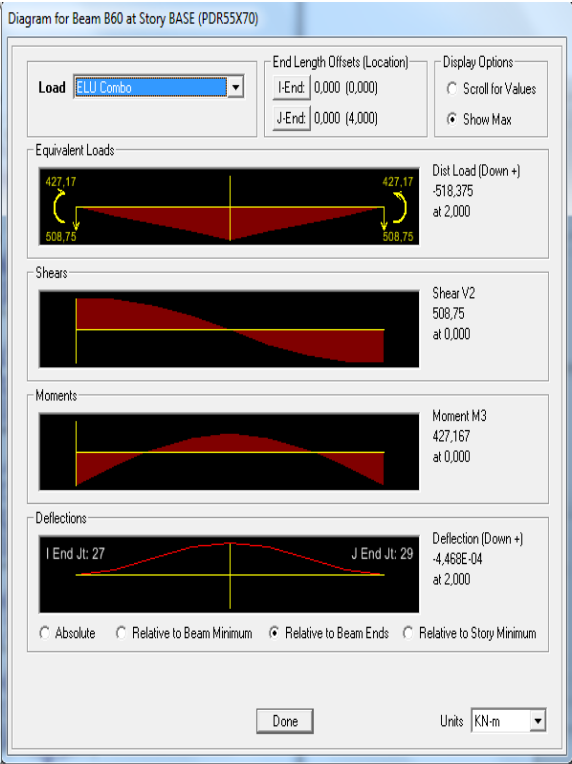 Diagram for Beam B60 at Story BASE (PDR55X70)
Load ELU Combo
End Length Offsets (Location)
I-End: 0,000 (0,000)
J-End: 0,000 (4,000)
Display Options
Scroll for Values
Show Max
Equivalent Loads
427,17 427,17
508,75 508,75
Dist Load (Down +)
-518,375
at 2,000
Shears
Shear V2
508,75
at 0,000
Moments
Moment M3
427,167
at 0,000
Deflections
I End Jt: 27 J End Jt: 29
Deflection (Down +)
-4,468E-04
at 2,000
Absolute Relative to Beam Minimum Relative to Beam Ends Relative to Story Minimum
Done Units KN-m